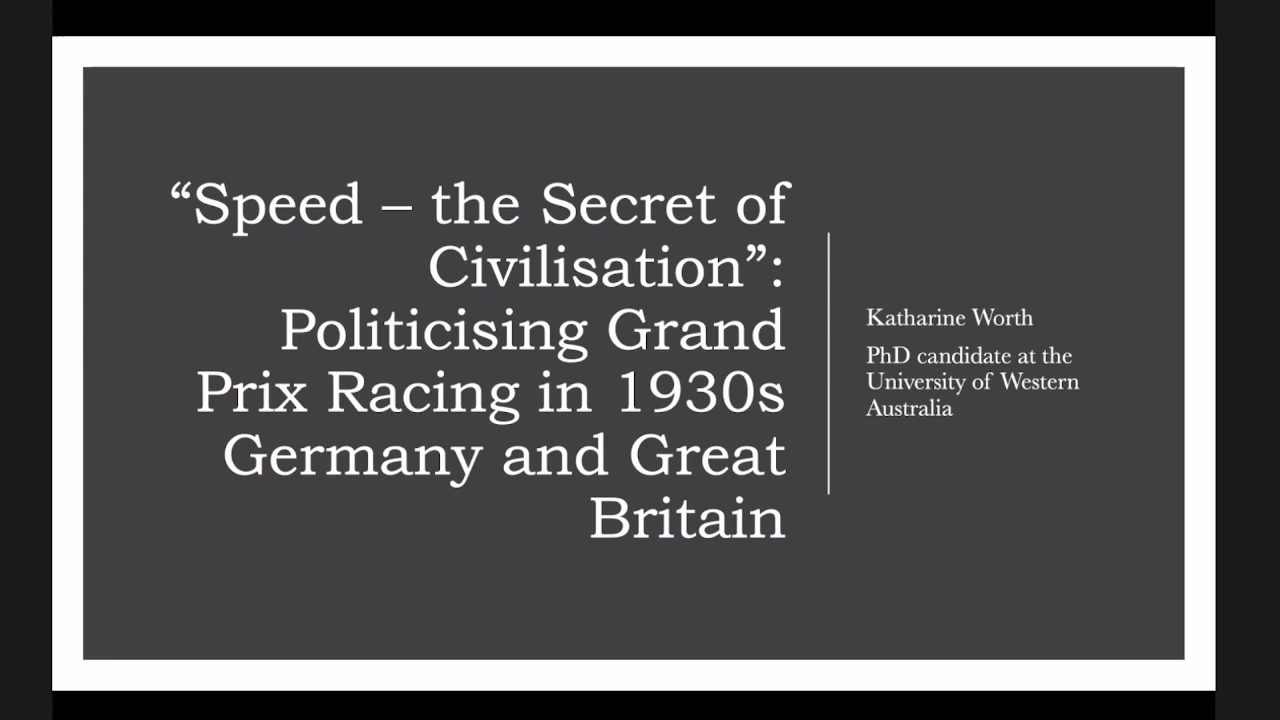 “Speed – the Secret of
Civilisation”:
Politicising Grand
Prix Racing in 1930s
Germany and Great
Britain
Katharine Worth
PhD candidate at the
University of Western
Australia